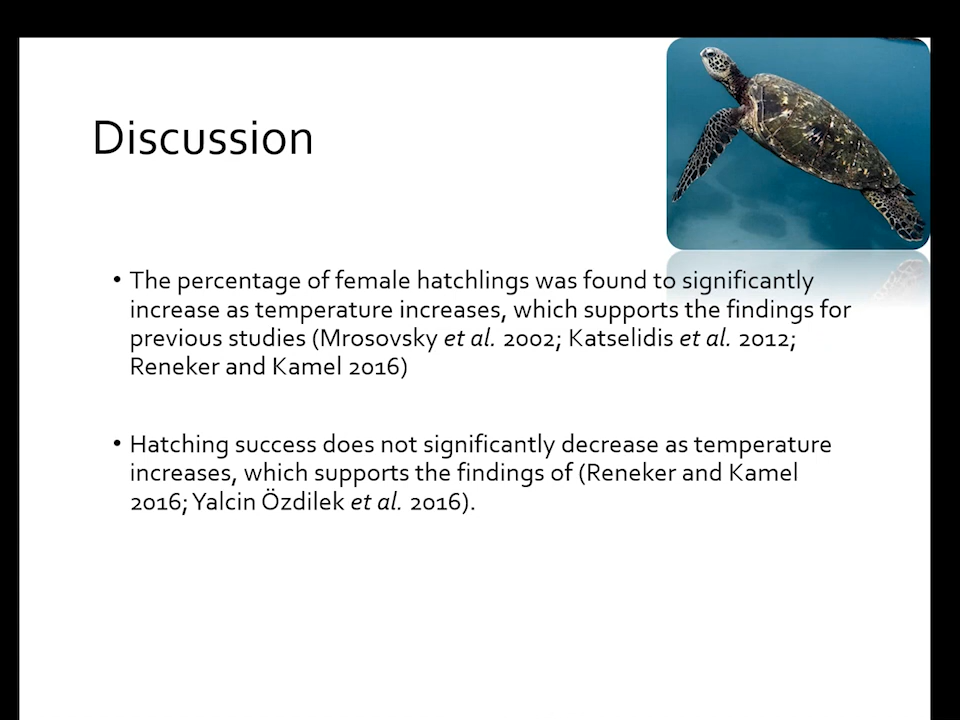 Discussion
• The percentage of female hatchlings was found to significantly
increase as temperature increases, which supports the findings for
previous studies (Mrosovsky et al. 2002; Katselidis et al. 2012;
Reneker and Kamel 2016)
• Hatching success does not significantly decrease as temperature
increases, which supports the findings of (Reneker and Kamel
2016; Yalcin Özdilek et al. 2016).